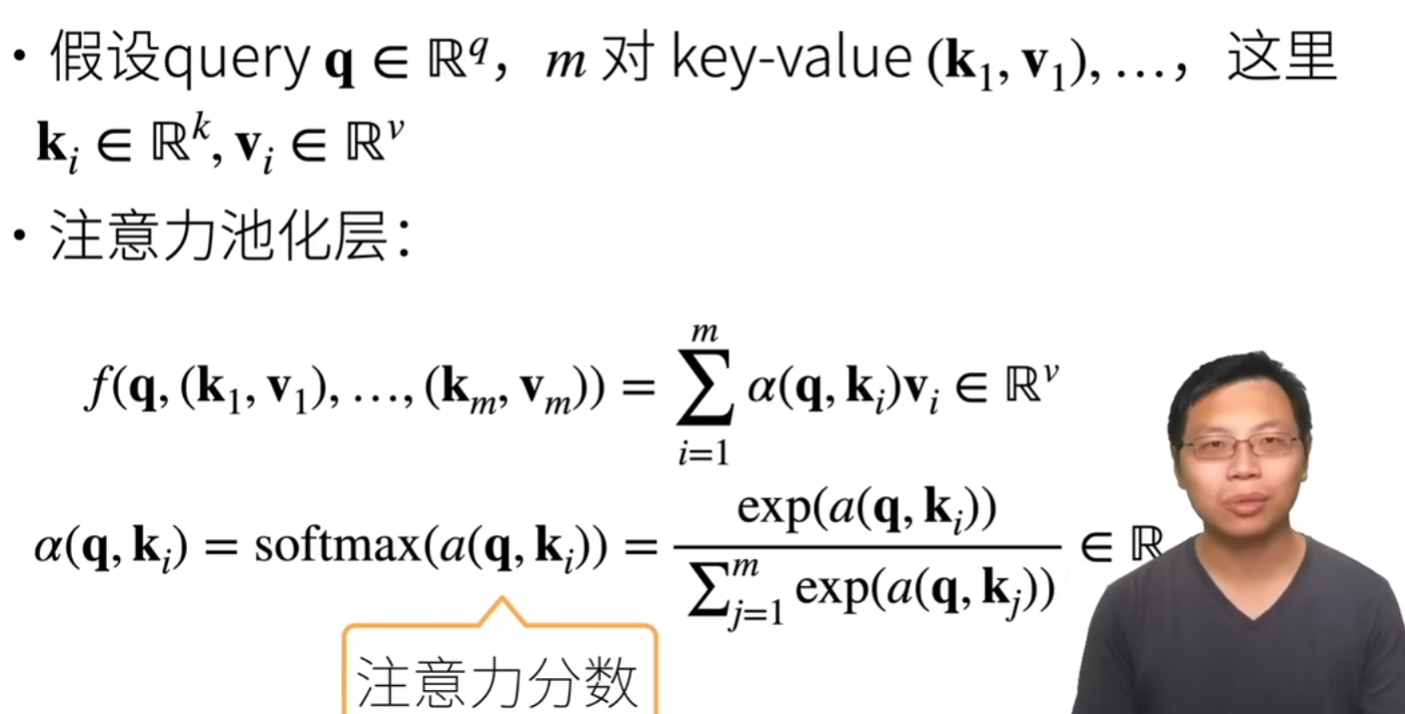 • 假设query q ∈ ℝ^q，m 对 key-value (k₁, v₁), …，这里
k_i ∈ ℝ^k, v_i ∈ ℝ^v
• 注意力池化层：
f(q, (k₁, v₁), …, (k_m, v_m)) = ∑_{i=1}^{m} α(q, k_i)v_i ∈ ℝ^v
α(q, k_i) = softmax(a(q, k_i)) = exp(a(q, k_i)) / ∑_{j=1}^{m} exp(a(q, k_j)) ∈ ℝ
注意力分数